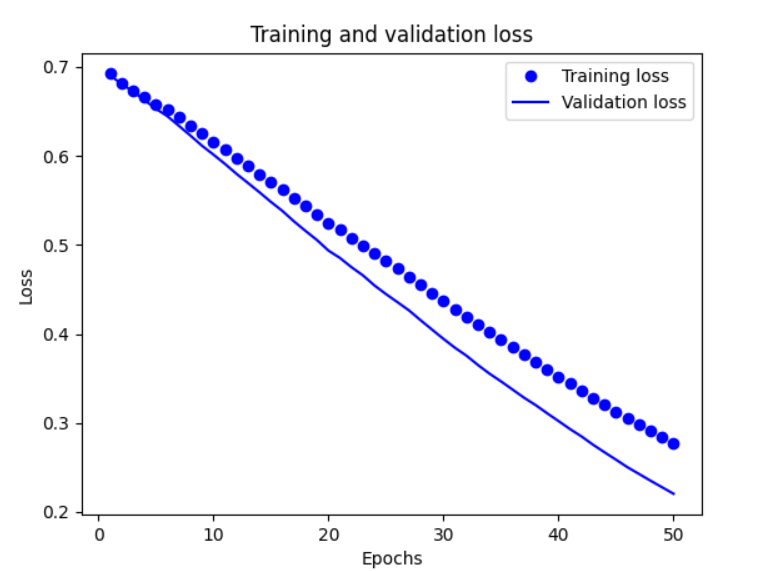 Training and validation loss
Training loss
Validation loss
0.7
0.6
0.5
0.4
0.3
0.2
Loss
0 10 20 30 40 50
Epochs